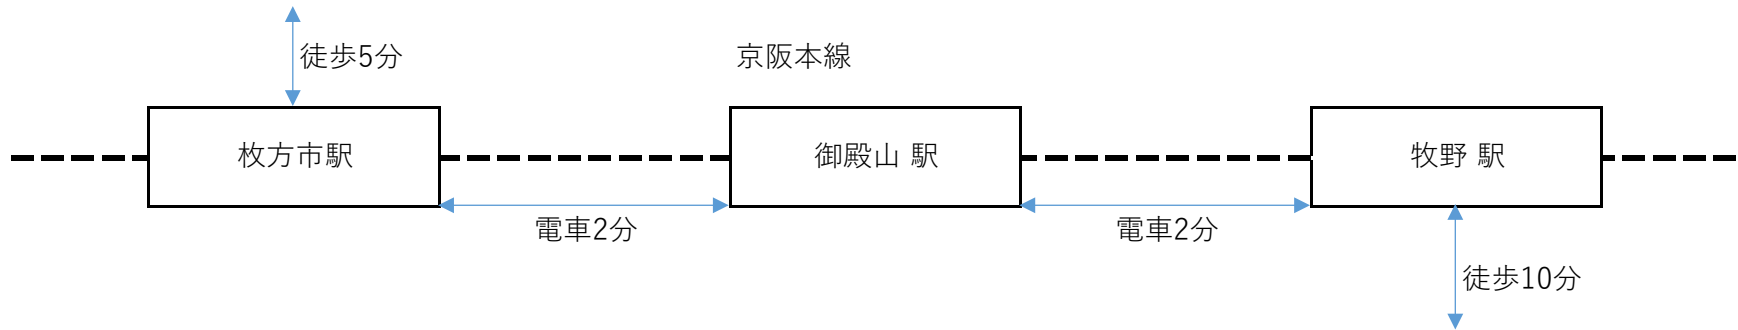 徒歩5分
京阪本線
枚方市駅
御殿山 駅
牧野 駅
電車2分
電車2分
徒歩10分